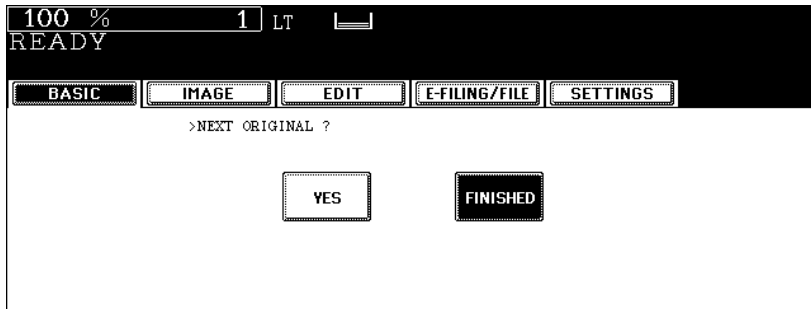 100 % 1 LT
READY
BASIC IMAGE EDIT E-FILING/FILE SETTINGS
>NEXT ORIGINAL ?
YES FINISHED